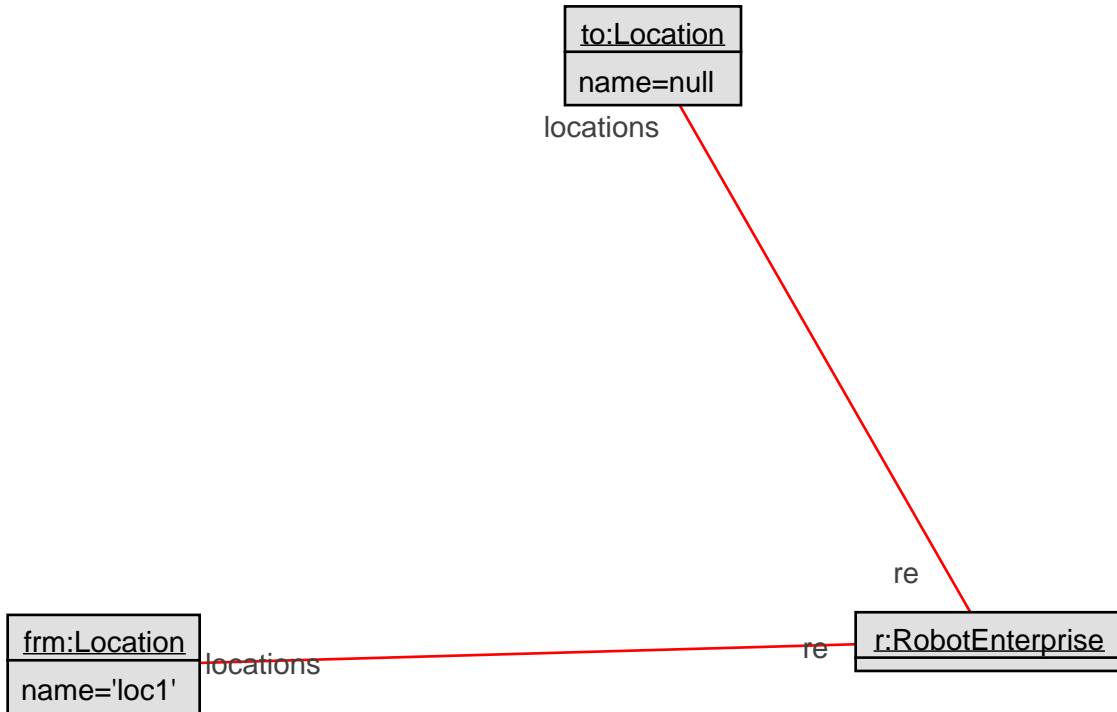 to:Location
name=null
locations
re
frm:Location
name='loc1'
locations
re
r:RobotEnterprise